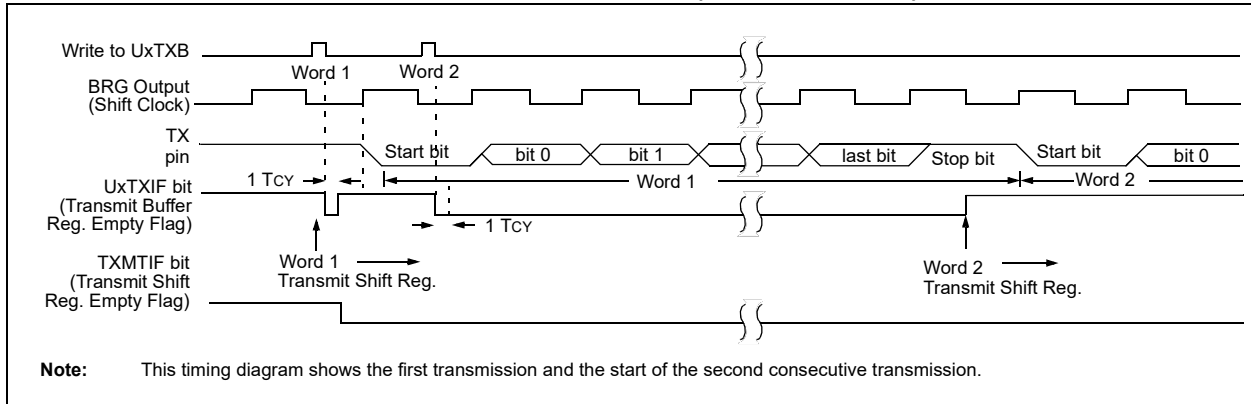 Write to UxTXB
Word 1 Word 2
BRG Output
(Shift Clock)
TX
pin
Start bit bit 0 bit 1 last bit Stop bit Start bit bit 0
1 TCY Word 1 Word 2
UxTXIF bit
(Transmit Buffer
Reg. Empty Flag)
1 TCY
Word 1
Transmit Shift Reg.
Word 2
Transmit Shift Reg.
TXMTIF bit
(Transmit Shift
Reg. Empty Flag)
Note: This timing diagram shows the first transmission and the start of the second consecutive transmission.